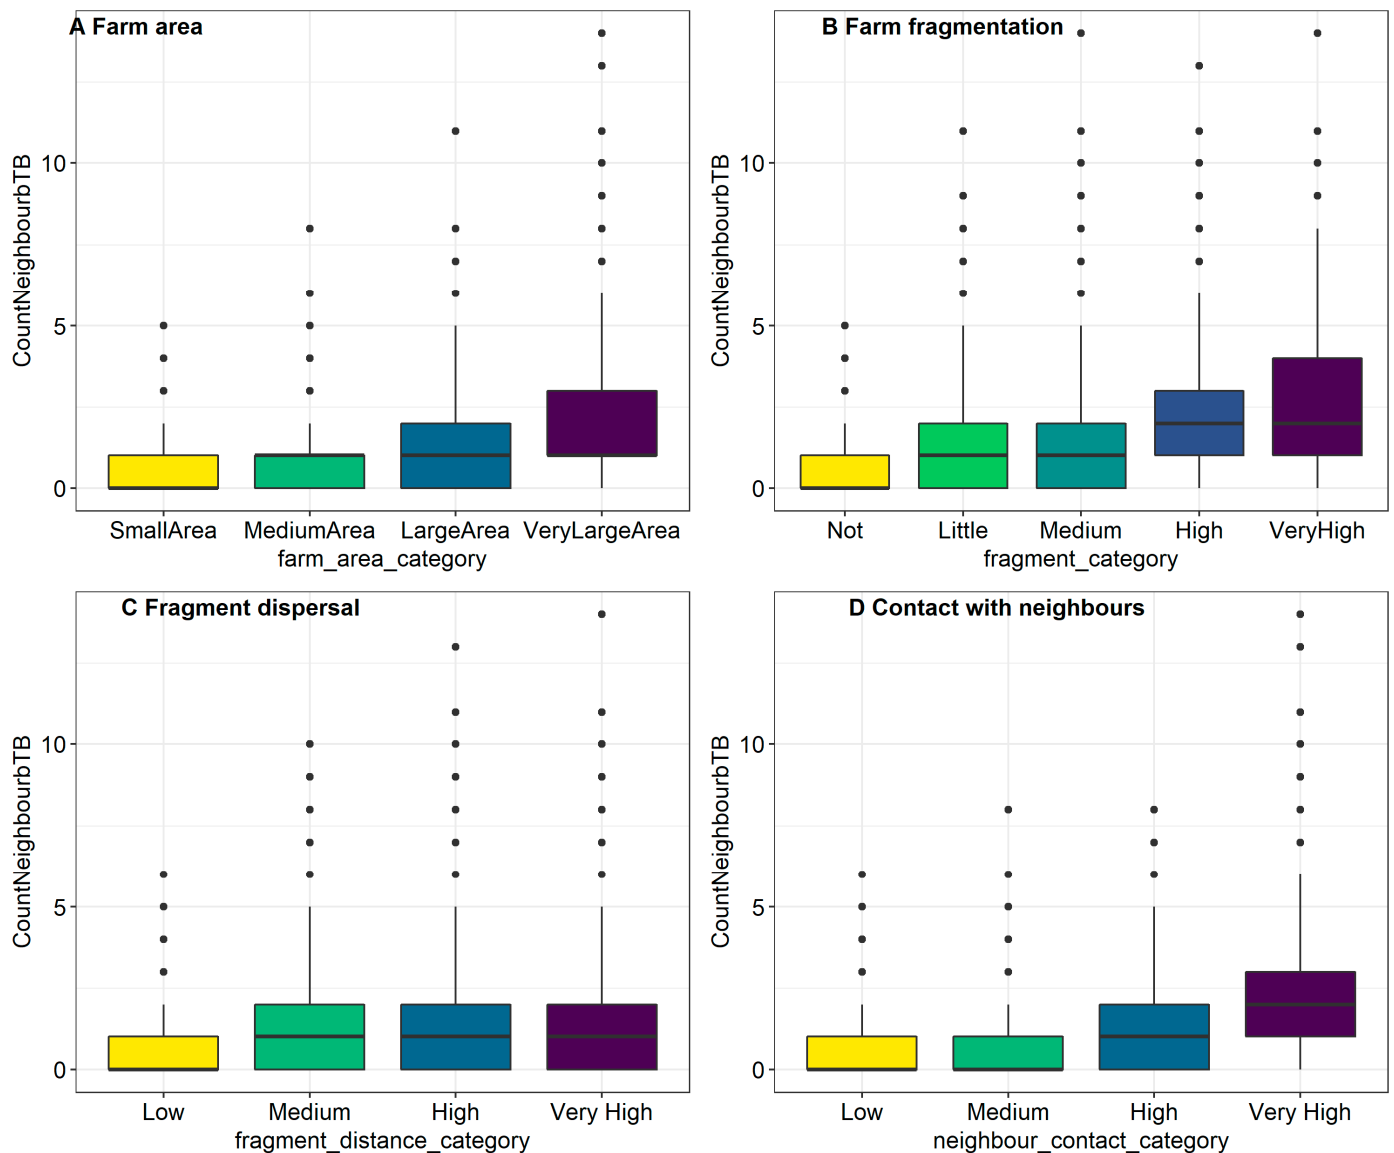 A Farm area
CountNeighbourbTB
10
5
0
SmallArea MediumArea LargeArea VeryLargeArea
farm_area_category
B Farm fragmentation
CountNeighbourbTB
10
5
0
Not Little Medium High VeryHigh
fragment_category
C Fragment dispersal
CountNeighbourbTB
10
5
0
Low Medium High Very High
fragment_distance_category
D Contact with neighbours
CountNeighbourbTB
10
5
0
Low Medium High Very High
neighbour_contact_category